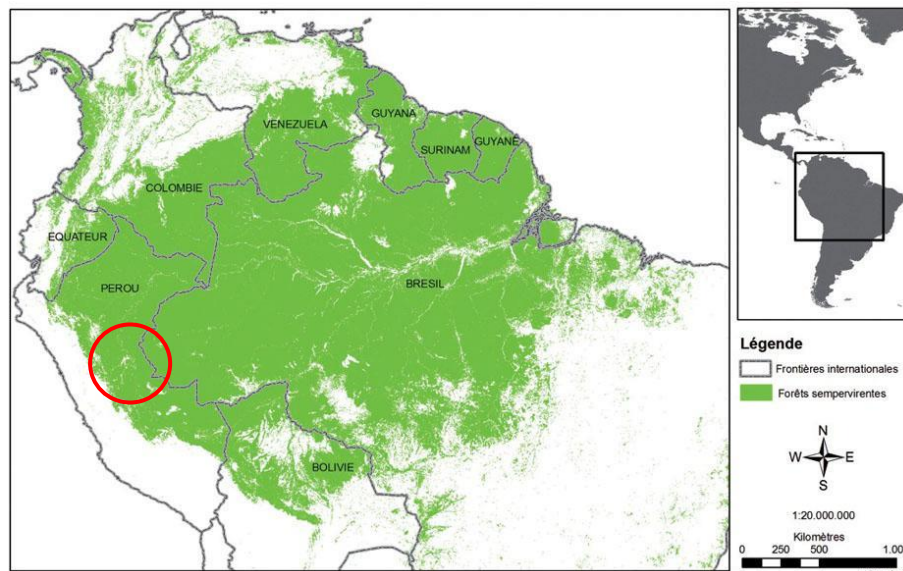 VENEZUELA
GUYANA
SURINAM
GUYANE
COLOMBIE
EQUATEUR
PEROU
BRESIL
BOLIVIE
Légende
Frontières internationales
Forêts sempervirentes
N
W E
S
1:20.000.000
Kilomètres
0 250 500 1.00